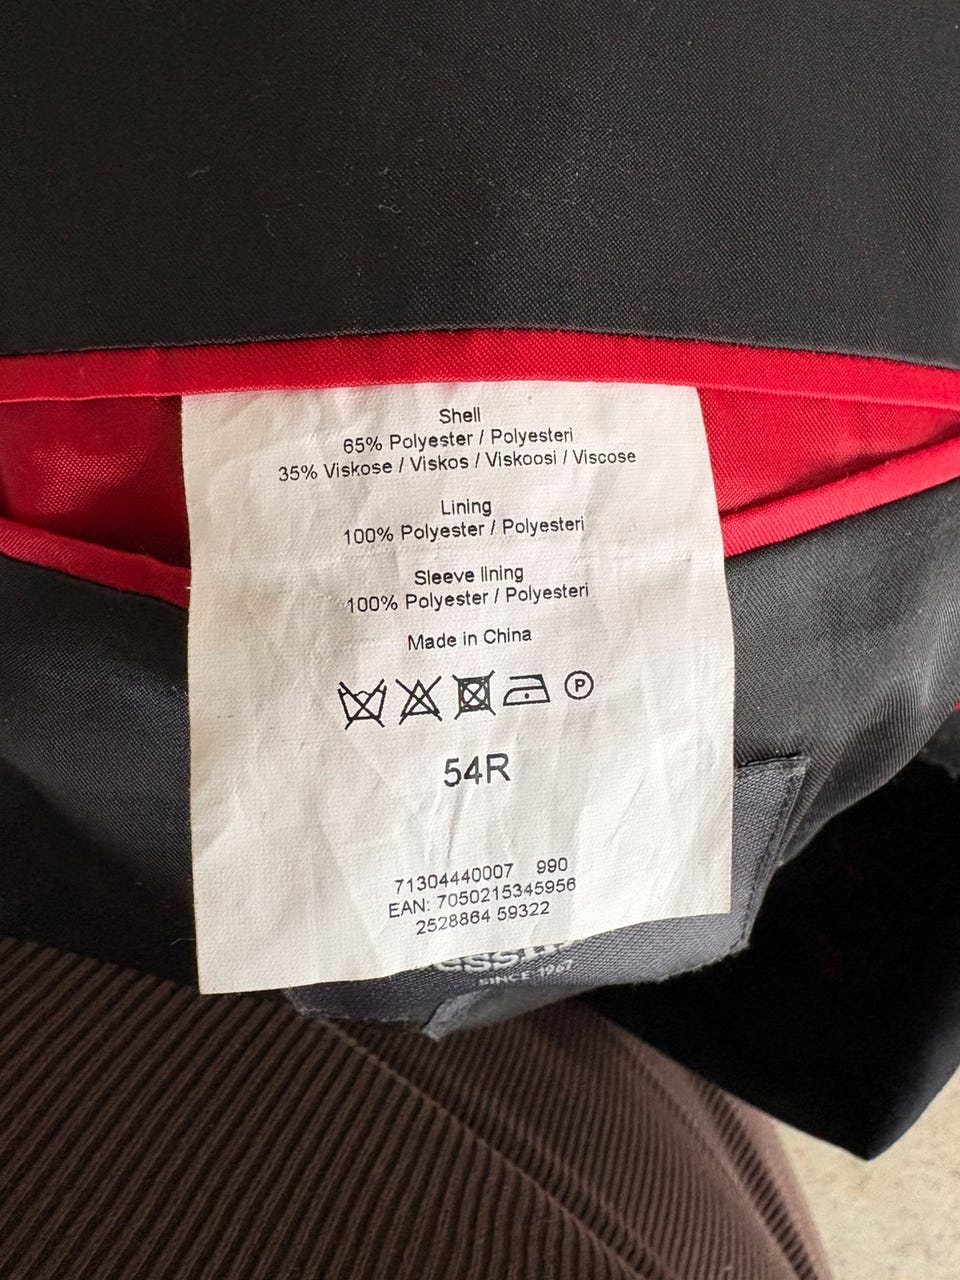 Shell
65% Polyester / Polyesteri
35% Viskose / Viskos / Viskoosi / Viscose
Lining
100% Polyester / Polyesteri
Sleeve lining
100% Polyester / Polyesteri
Made in China
P
54R
71304440007 990
EAN: 7050215345956
2528864 59322
SINCE 1967